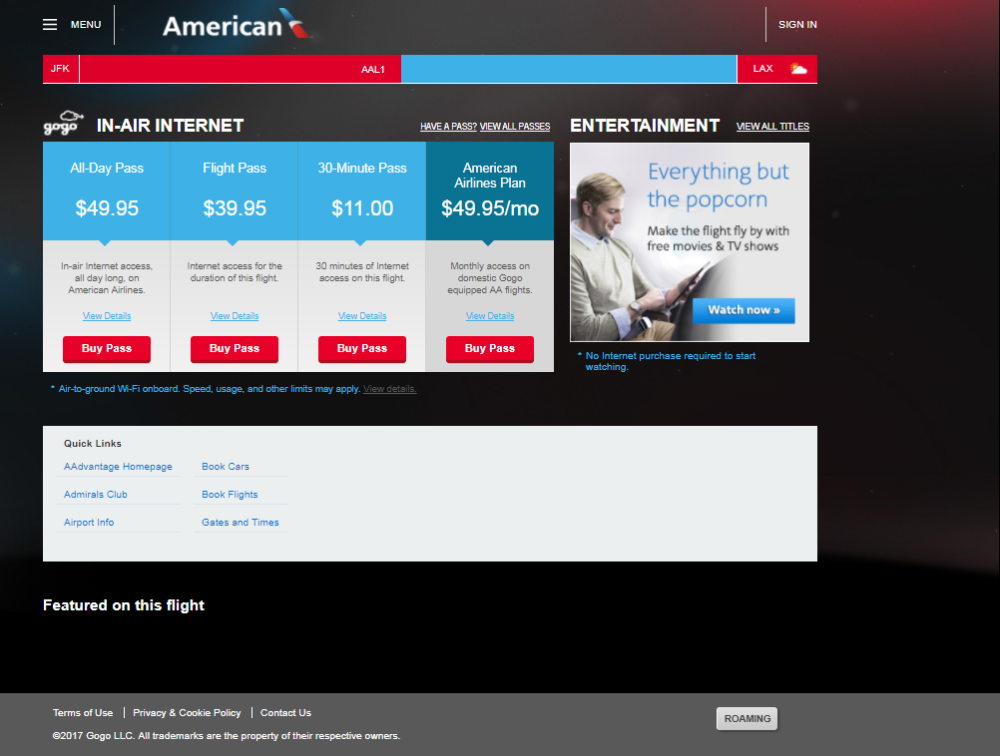 MENU
American
SIGN IN
JFK
AAL1
LAX
gogo
IN-AIR INTERNET
HAVE A PASS? VIEW ALL PASSES
ENTERTAINMENT
VIEW ALL TITLES
All-Day Pass
$49.95
In-air Internet access,
all day long, on
American Airlines.
View Details
Buy Pass
Flight Pass
$39.95
Internet access for the
duration of this flight.
View Details
Buy Pass
30-Minute Pass
$11.00
30 minutes of Internet
access on this flight.
View Details
Buy Pass
American
Airlines Plan
$49.95/mo
Monthly access on
domestic Gogo
equipped AA flights.
View Details
Buy Pass
Everything but
the popcorn
Make the flight fly by with
free movies & TV shows
Watch now »
* No Internet purchase required to start
watching.
* Air-to-ground Wi-Fi onboard. Speed, usage, and other limits may apply. View details.
Quick Links
AAdvantage Homepage
Book Cars
Admirals Club
Book Flights
Airport Info
Gates and Times
Featured on this flight
Terms of Use | Privacy & Cookie Policy | Contact Us
©2017 Gogo LLC. All trademarks are the property of their respective owners.
ROAMING